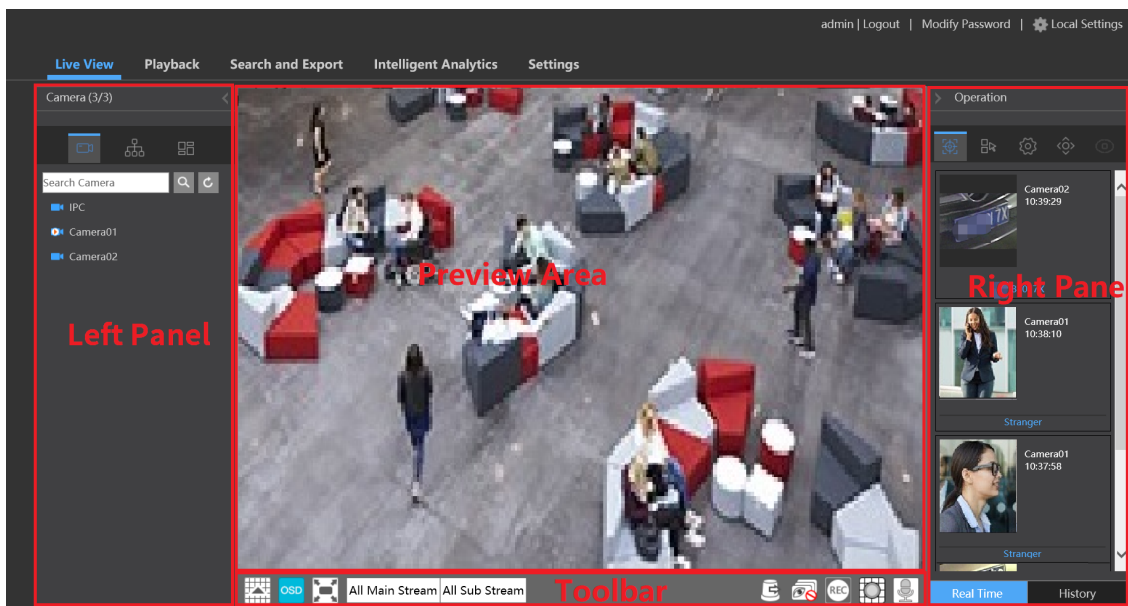 admin | Logout | Modify Password | Local Settings
Live View Playback Search and Export Intelligent Analytics Settings
Camera (3/3)
Search Camera
IPC
Camera01
Camera02
Left Panel
Preview Area
Operation
Camera02
10:39:29
17X
Right Pane
Camera01
10:38:10
Stranger
Camera01
10:37:58
Stranger
OSD
All Main Stream All Sub Stream
Toolbar
REC
Real Time History